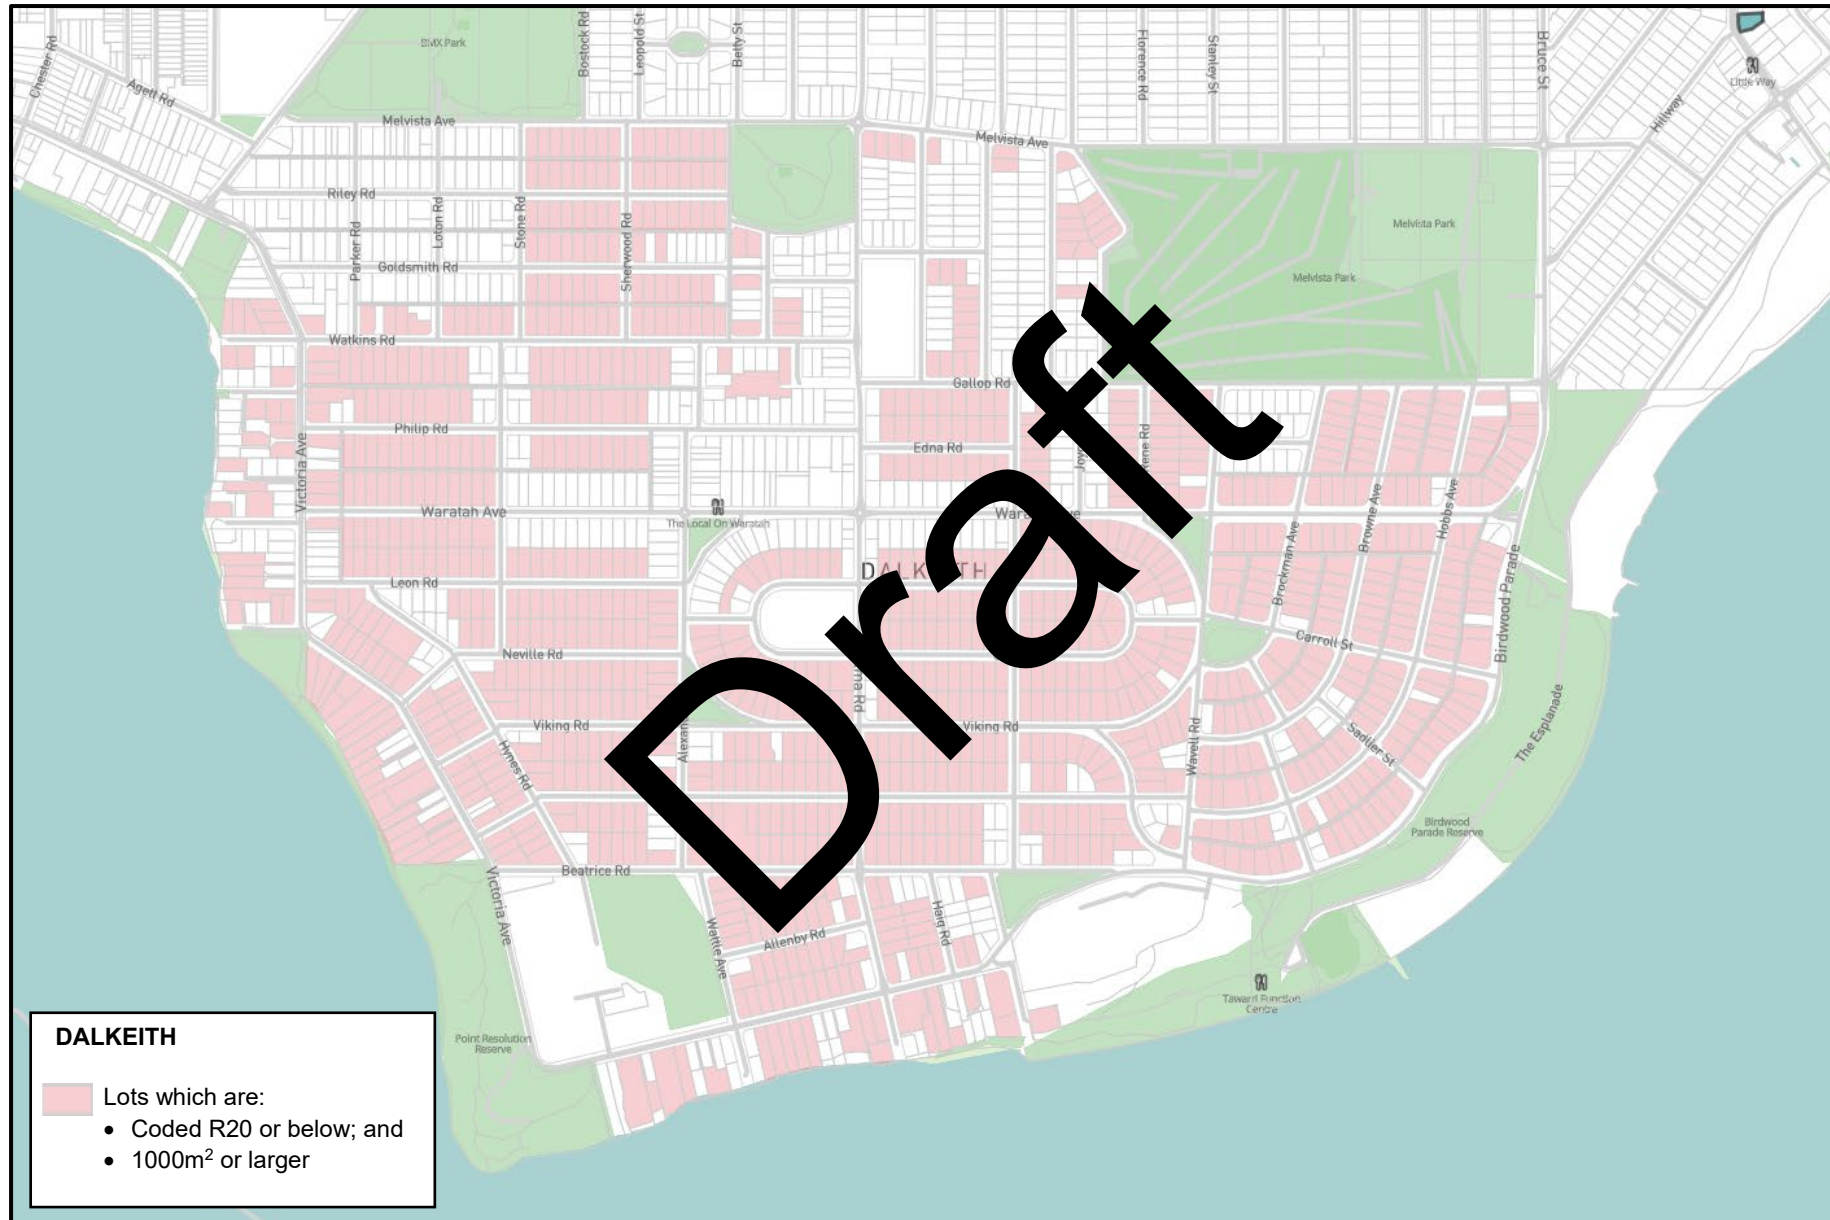 BMX Park
Bostock Rd
Leopold St
Betty St
Florence Rd
Stanley St
Bruce St
Little Way
Chester Rd
Agett Rd
Hillway
Melvista Ave
Melvista Ave
Riley Rd
Parker Rd
Loton Rd
Stone Rd
Sherwood Rd
Melvista Park
Goldsmith Rd
Melvista Park
Watkins Rd
Gallop Rd
Philip Rd
Edna Rd
Victoria Ave
Waratah Ave
The Local On Waratah
Browne Ave
Hobbs Ave
Brockman Ave
Leon Rd
DALKEITH
Birdwood Parade
Carroll St
Neville Rd
Viking Rd
Viking Rd
Hynes Rd
Wavell Rd
Sadlier St
The Esplanade
Birdwood
Parade Reserve
Beatrice Rd
Victoria Ave
Wattle Ave
Allenby Rd
Haig Rd
Tawarri Function
Centre
Point Resolution
Reserve
Draft
DALKEITH
Lots which are:
• Coded R20 or below; and
• 1000m² or larger